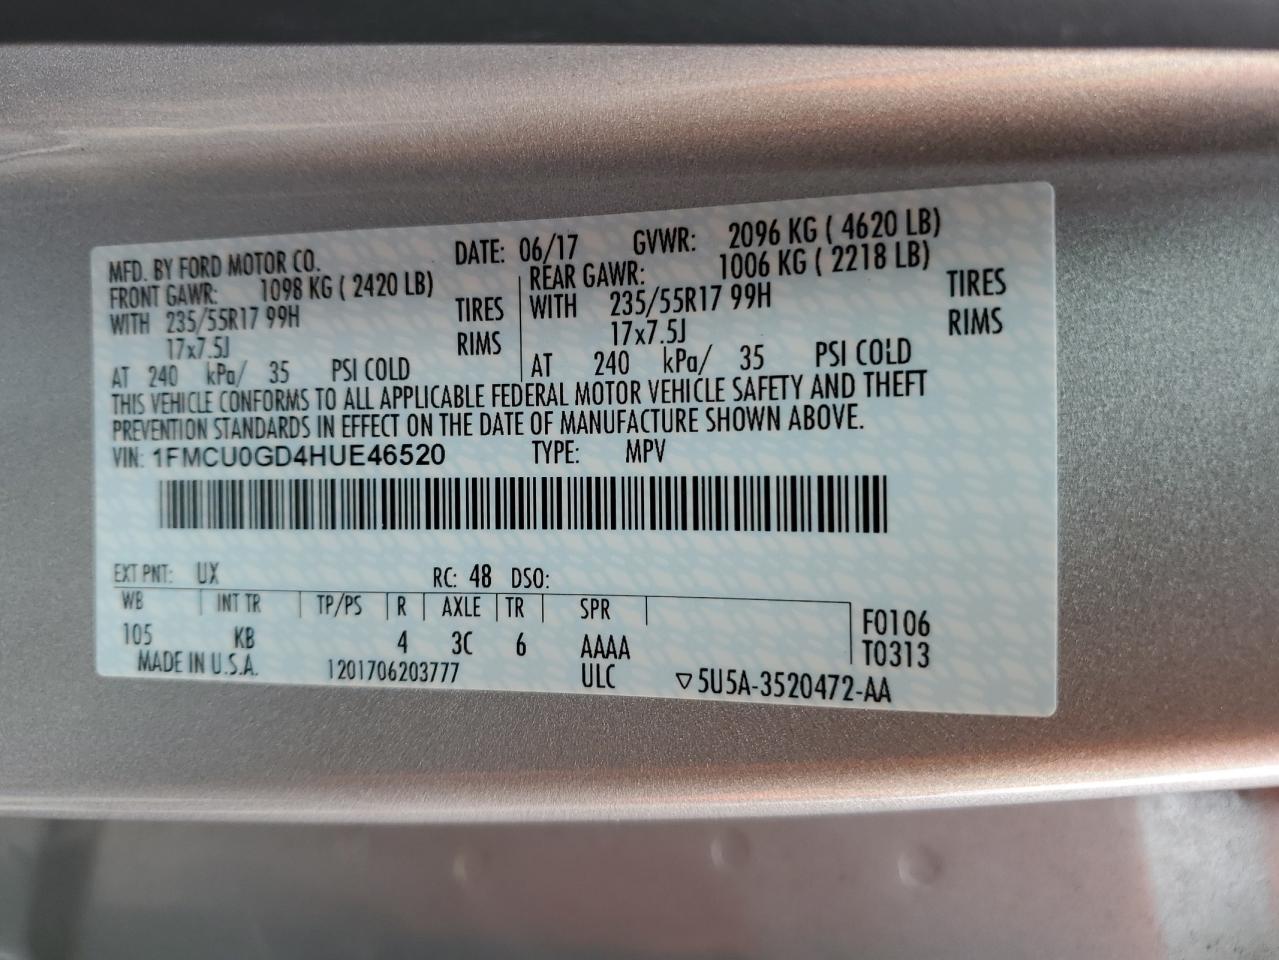 MFD. BY FORD MOTOR CO. DATE: 06/17 GVWR: 2096 KG ( 4620 LB)
FRONT GAWR: 1098 KG ( 2420 LB) REAR GAWR: 1006 KG ( 2218 LB)
WITH 235/55R17 99H TIRES WITH 235/55R17 99H TIRES
17x7.5J RIMS 17x7.5J RIMS
AT 240 kPa/ 35 PSI COLD AT 240 kPa/ 35 PSI COLD
THIS VEHICLE CONFORMS TO ALL APPLICABLE FEDERAL MOTOR VEHICLE SAFETY AND THEFT
PREVENTION STANDARDS IN EFFECT ON THE DATE OF MANUFACTURE SHOWN ABOVE.
VIN: 1FMCU0GD4HUE46520 TYPE: MPV
EXT PNT: UX RC: 48 DSO:
WB INT TR TP/PS R AXLE TR SPR F0106
105 KB 4 3C 6 AAAA T0313
MADE IN U.S.A. 1201706203777 ULC ▽5U5A-3520472-AA